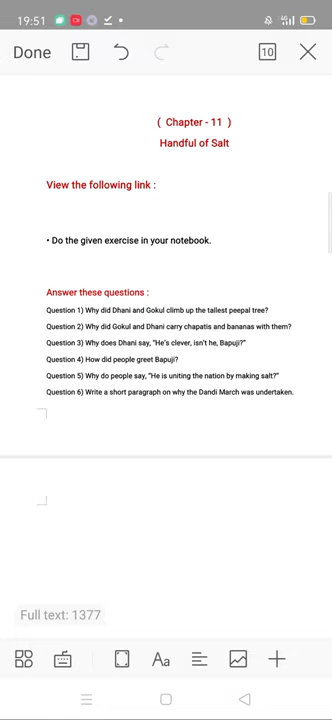 19:51
Done
10
( Chapter - 11 )
Handful of Salt
View the following link :
• Do the given exercise in your notebook.
Answer these questions :
Question 1) Why did Dhani and Gokul climb up the tallest peepal tree?
Question 2) Why did Gokul and Dhani carry chapatis and bananas with them?
Question 3) Why does Dhani say, "He's clever, isn't he, Bapuji?"
Question 4) How did people greet Bapuji?
Question 5) Why do people say, "He is uniting the nation by making salt?"
Question 6) Write a short paragraph on why the Dandi March was undertaken.
Full text: 1377
Aa